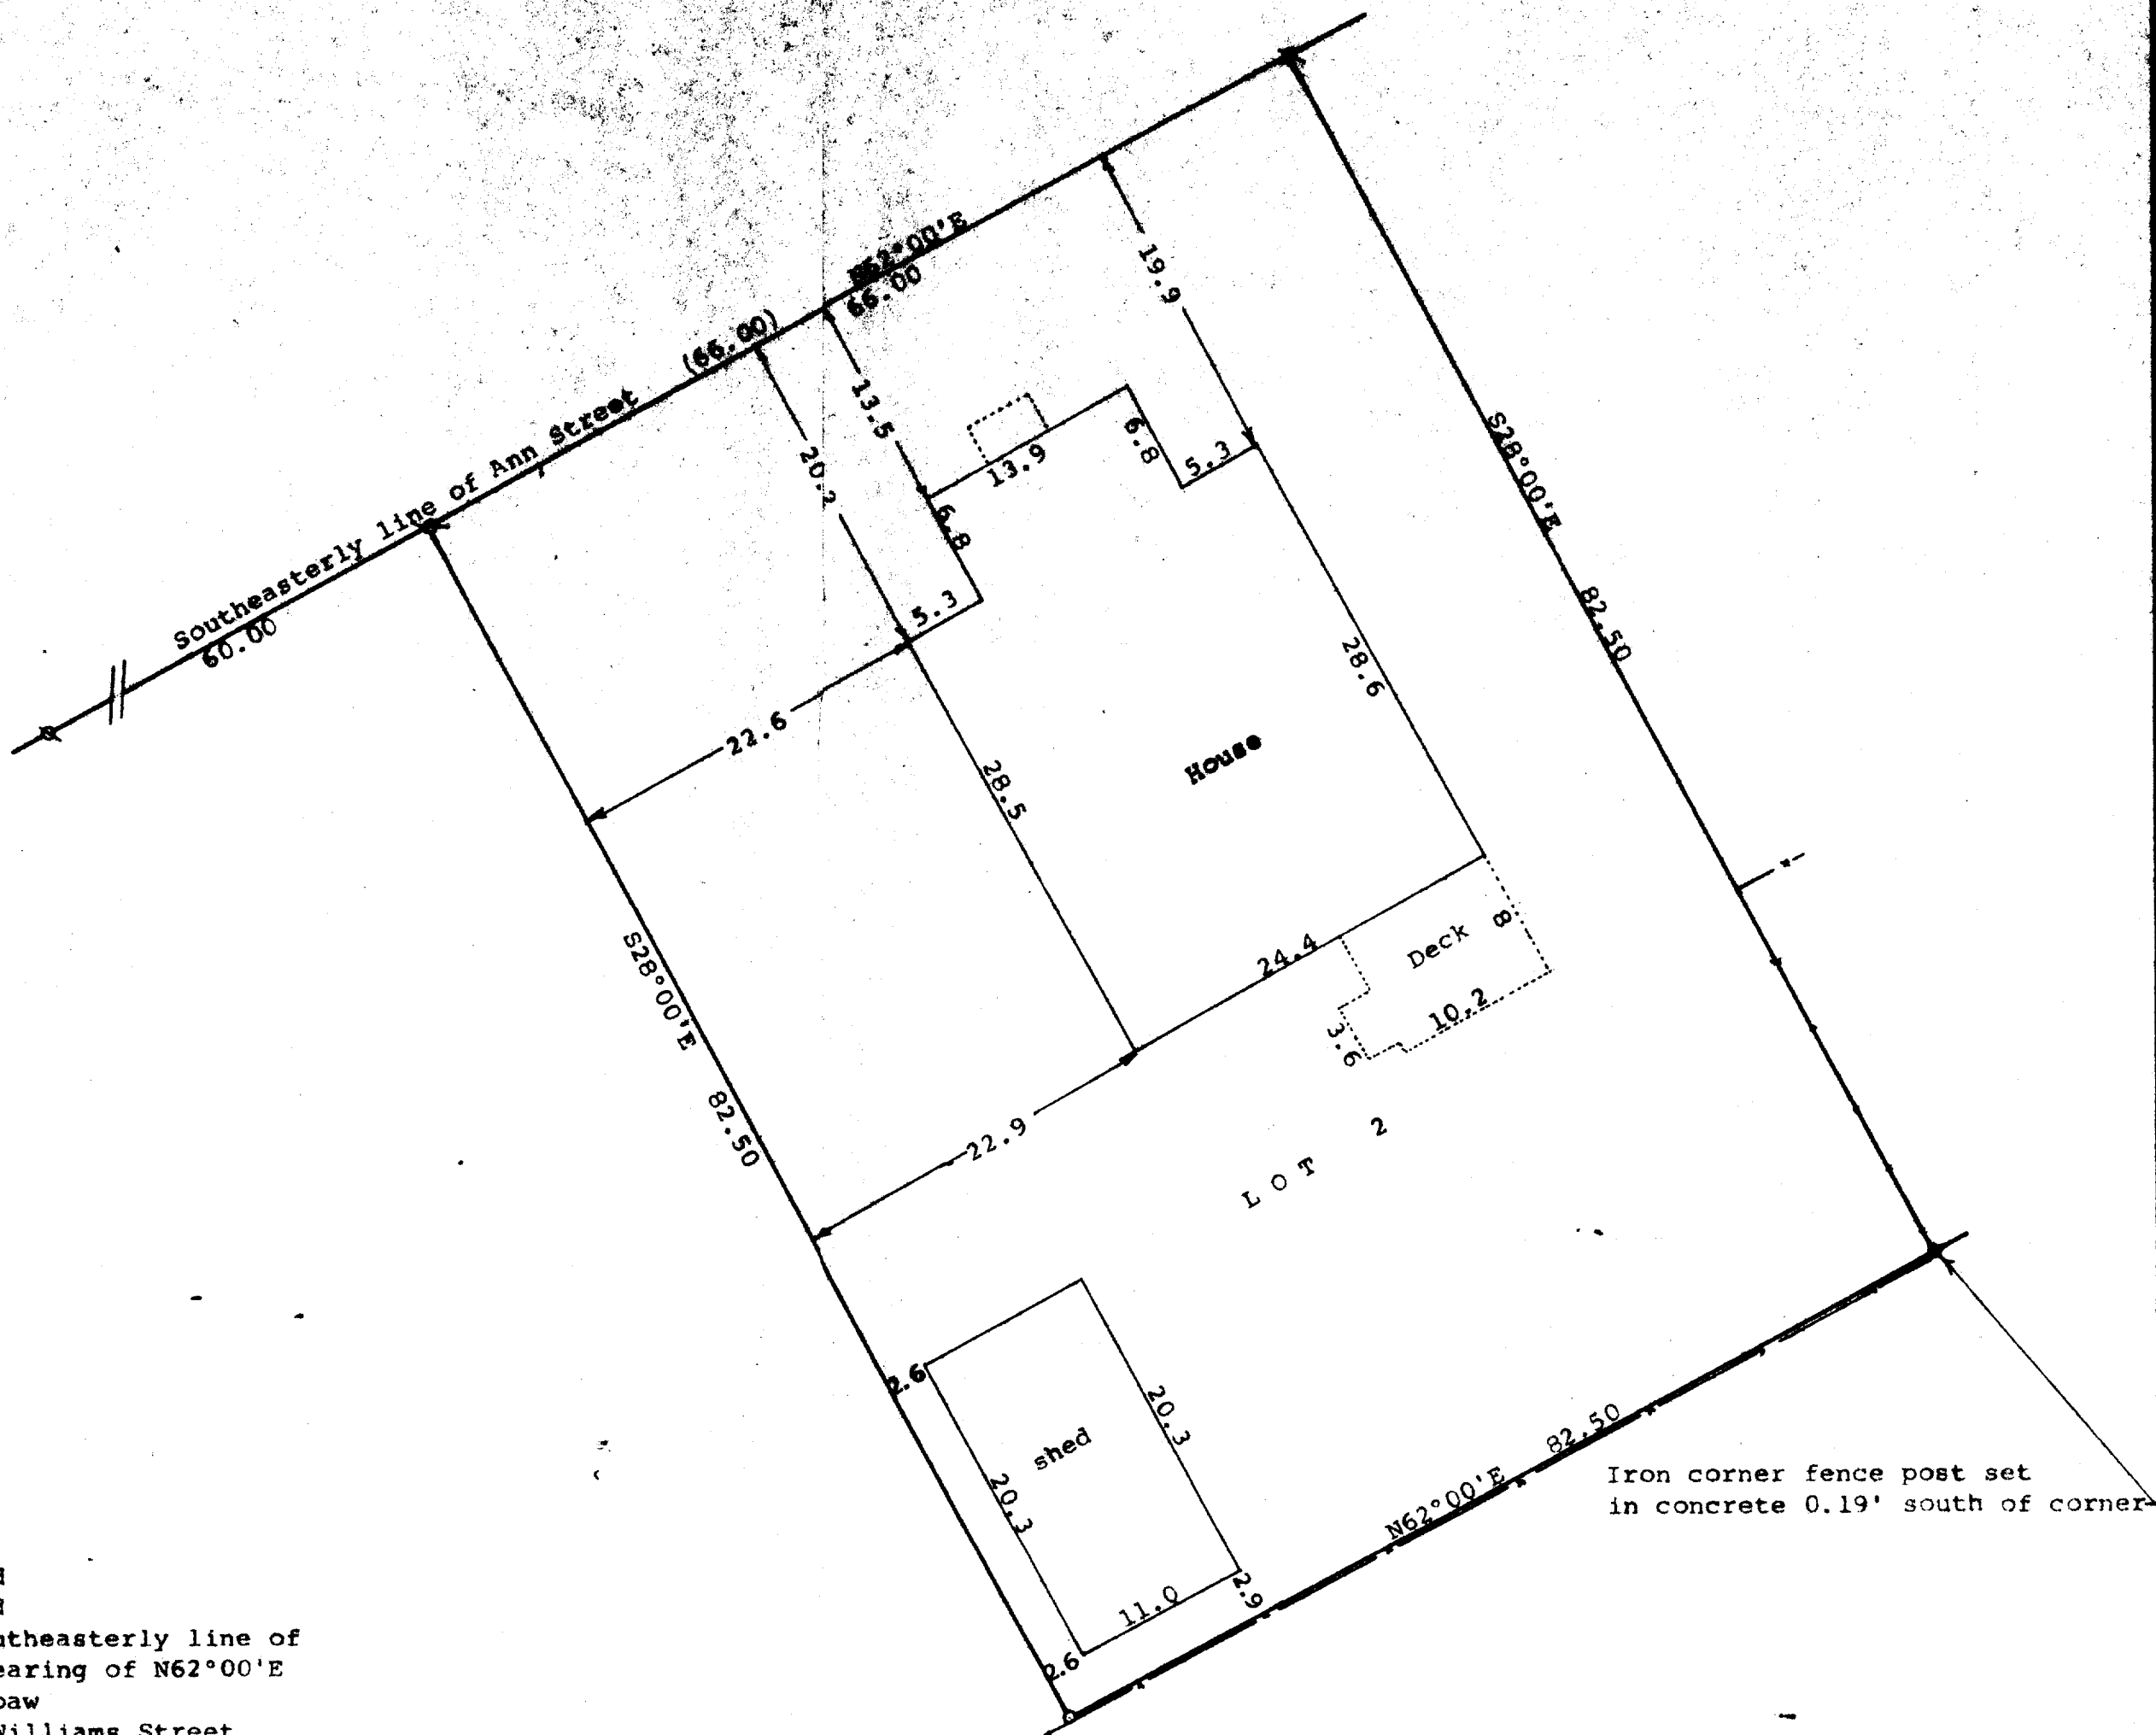 N62°00'E
66.00
(66.00)
Southeasterly line of Ann Street
60.00
19.9
13.5
20.2
13.9
6.8
5.3
6.8
5.3
S28°00'E
82.50
22.6
28.5
28.6
House
S28°00'E
82.50
24.4
Deck
8
10.2
3.6
22.9
LOT 2
2.6
shed
20.3
20.3
11.0
2.9
2.6
N62°00'E
82.50
Iron corner fence post set
in concrete 0.19' south of corner
line of
of N62°00'E
Williams Street